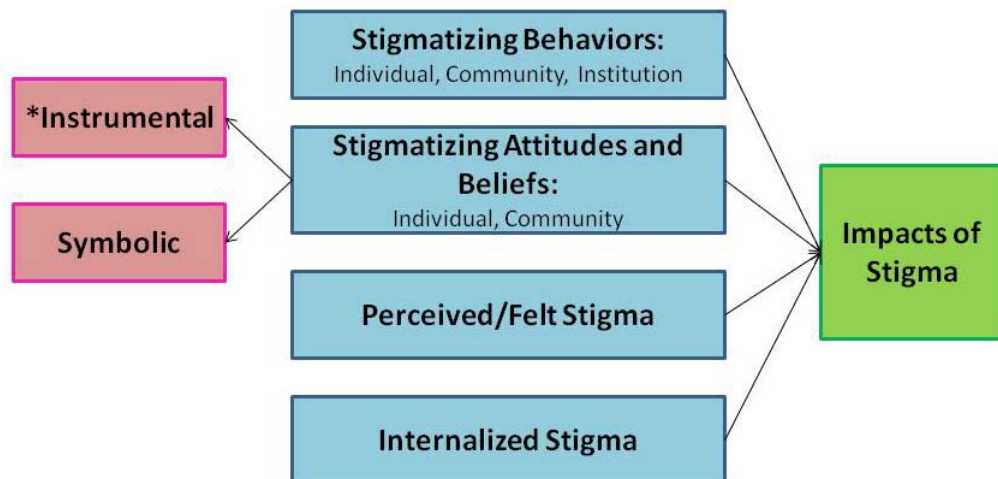 Stigmatizing Behaviors:
Individual, Community, Institution
*Instrumental
Stigmatizing Attitudes and
Beliefs:
Individual, Community
Symbolic
Impacts of
Stigma
Perceived/Felt Stigma
Internalized Stigma